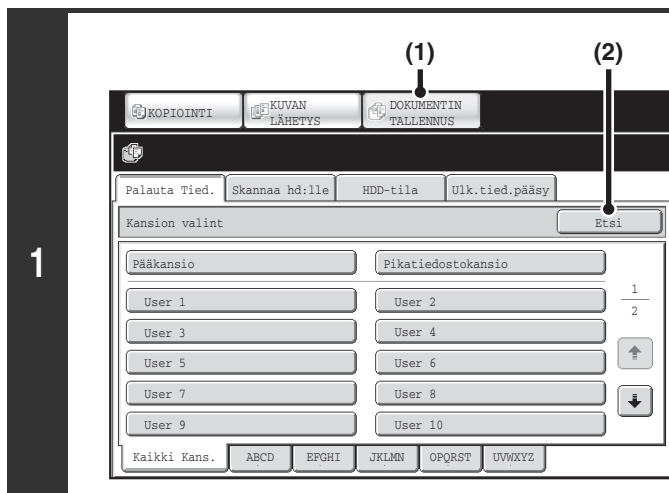 (1) (2)
KOPIOINTI KUVAN LÄHETYS DOKUMENTIN TALLENNUS
Palauta Tied. Skannaa hd:lle HDD-tila Ulk.tied.pääsy
Kansion valint Etsi
1
Pääkansio Pikatiedostokansio
User 1 User 2
1
2
User 3 User 4
User 5 User 6
User 7 User 8
User 9 User 10
Kaikki Kans. ABCD EFGHI JKLMN OPQRST UVWXYZ